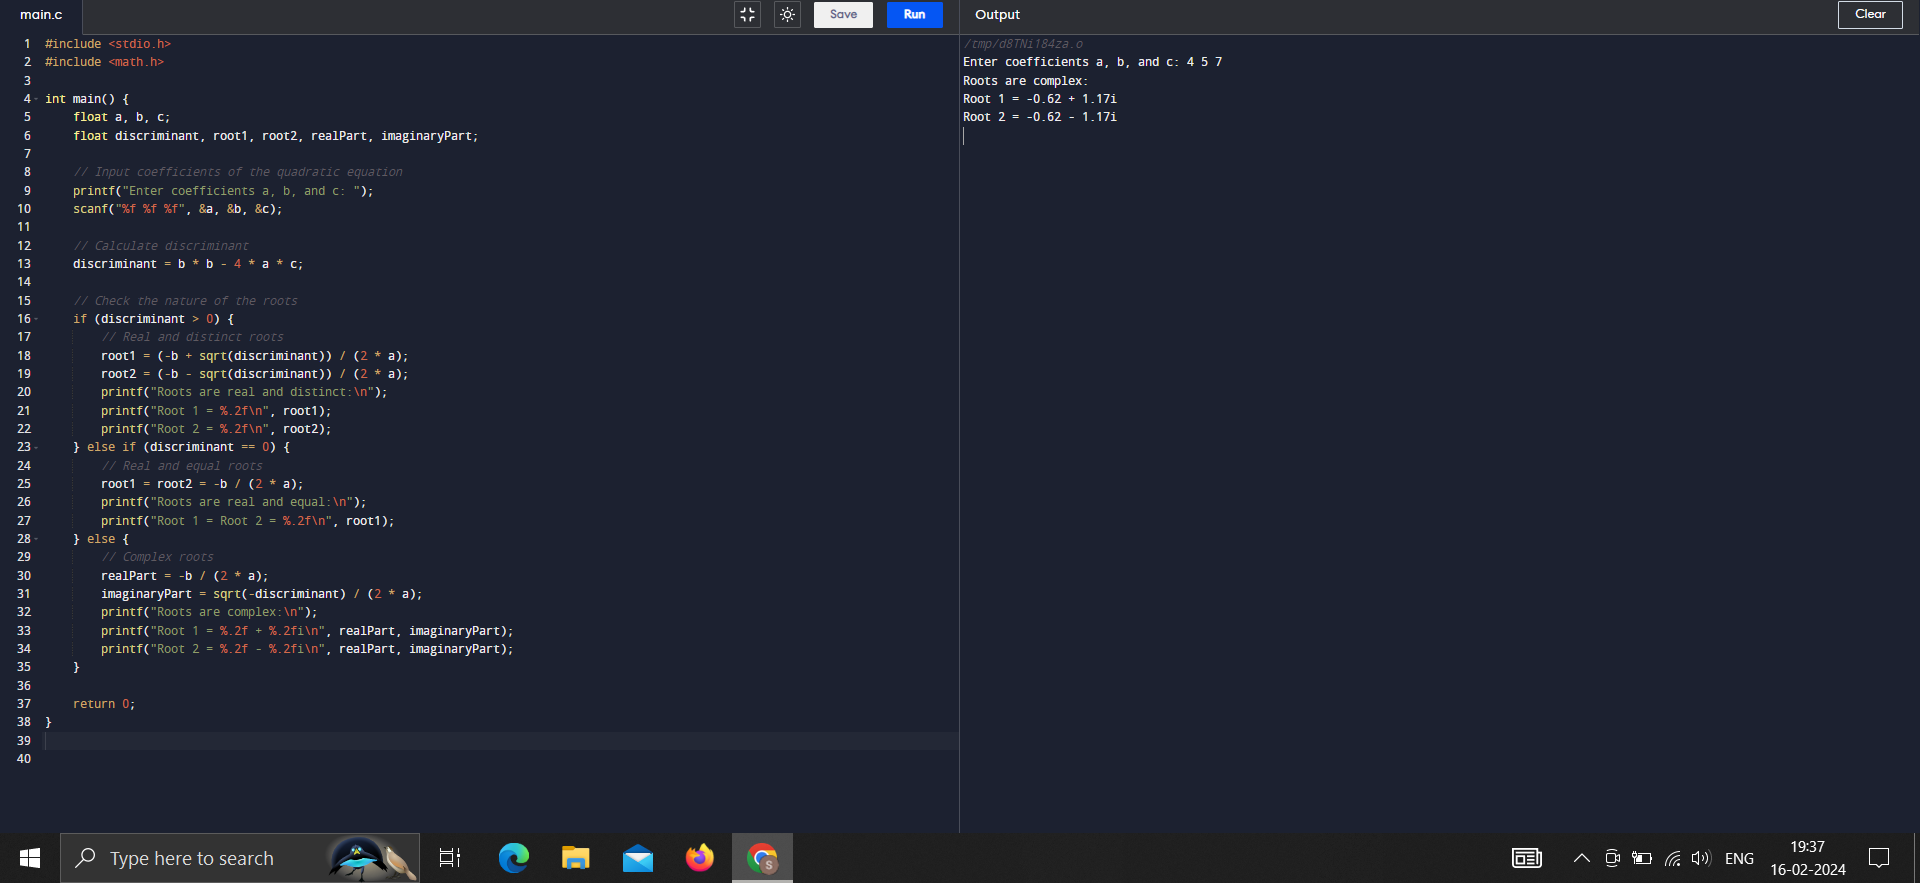 main.c
Save
Run
Output
Clear
1 #include <stdio.h>
2 #include <math.h>
3
4 int main() {
5     float a, b, c;
6     float discriminant, root1, root2, realPart, imaginaryPart;
7
8     // Input coefficients of the quadratic equation
9     printf("Enter coefficients a, b, and c: ");
10     scanf("%f %f %f", &a, &b, &c);
11
12     // Calculate discriminant
13     discriminant = b * b - 4 * a * c;
14
15     // Check the nature of the roots
16     if (discriminant > 0) {
17         // Real and distinct roots
18         root1 = (-b + sqrt(discriminant)) / (2 * a);
19         root2 = (-b - sqrt(discriminant)) / (2 * a);
20         printf("Roots are real and distinct:\n");
21         printf("Root 1 = %.2f\n", root1);
22         printf("Root 2 = %.2f\n", root2);
23     } else if (discriminant == 0) {
24         // Real and equal roots
25         root1 = root2 = -b / (2 * a);
26         printf("Roots are real and equal:\n");
27         printf("Root 1 = Root 2 = %.2f\n", root1);
28     } else {
29         // Complex roots
30         realPart = -b / (2 * a);
31         imaginaryPart = sqrt(-discriminant) / (2 * a);
32         printf("Roots are complex:\n");
33         printf("Root 1 = %.2f + %.2fi\n", realPart, imaginaryPart);
34         printf("Root 2 = %.2f - %.2fi\n", realPart, imaginaryPart);
35     }
36
37     return 0;
38 }
39
40
/tmp/d8TNi184za.o
Enter coefficients a, b, and c: 4 5 7
Roots are complex:
Root 1 = -0.62 + 1.17i
Root 2 = -0.62 - 1.17i
Type here to search
S
ENG
19:37
16-02-2024